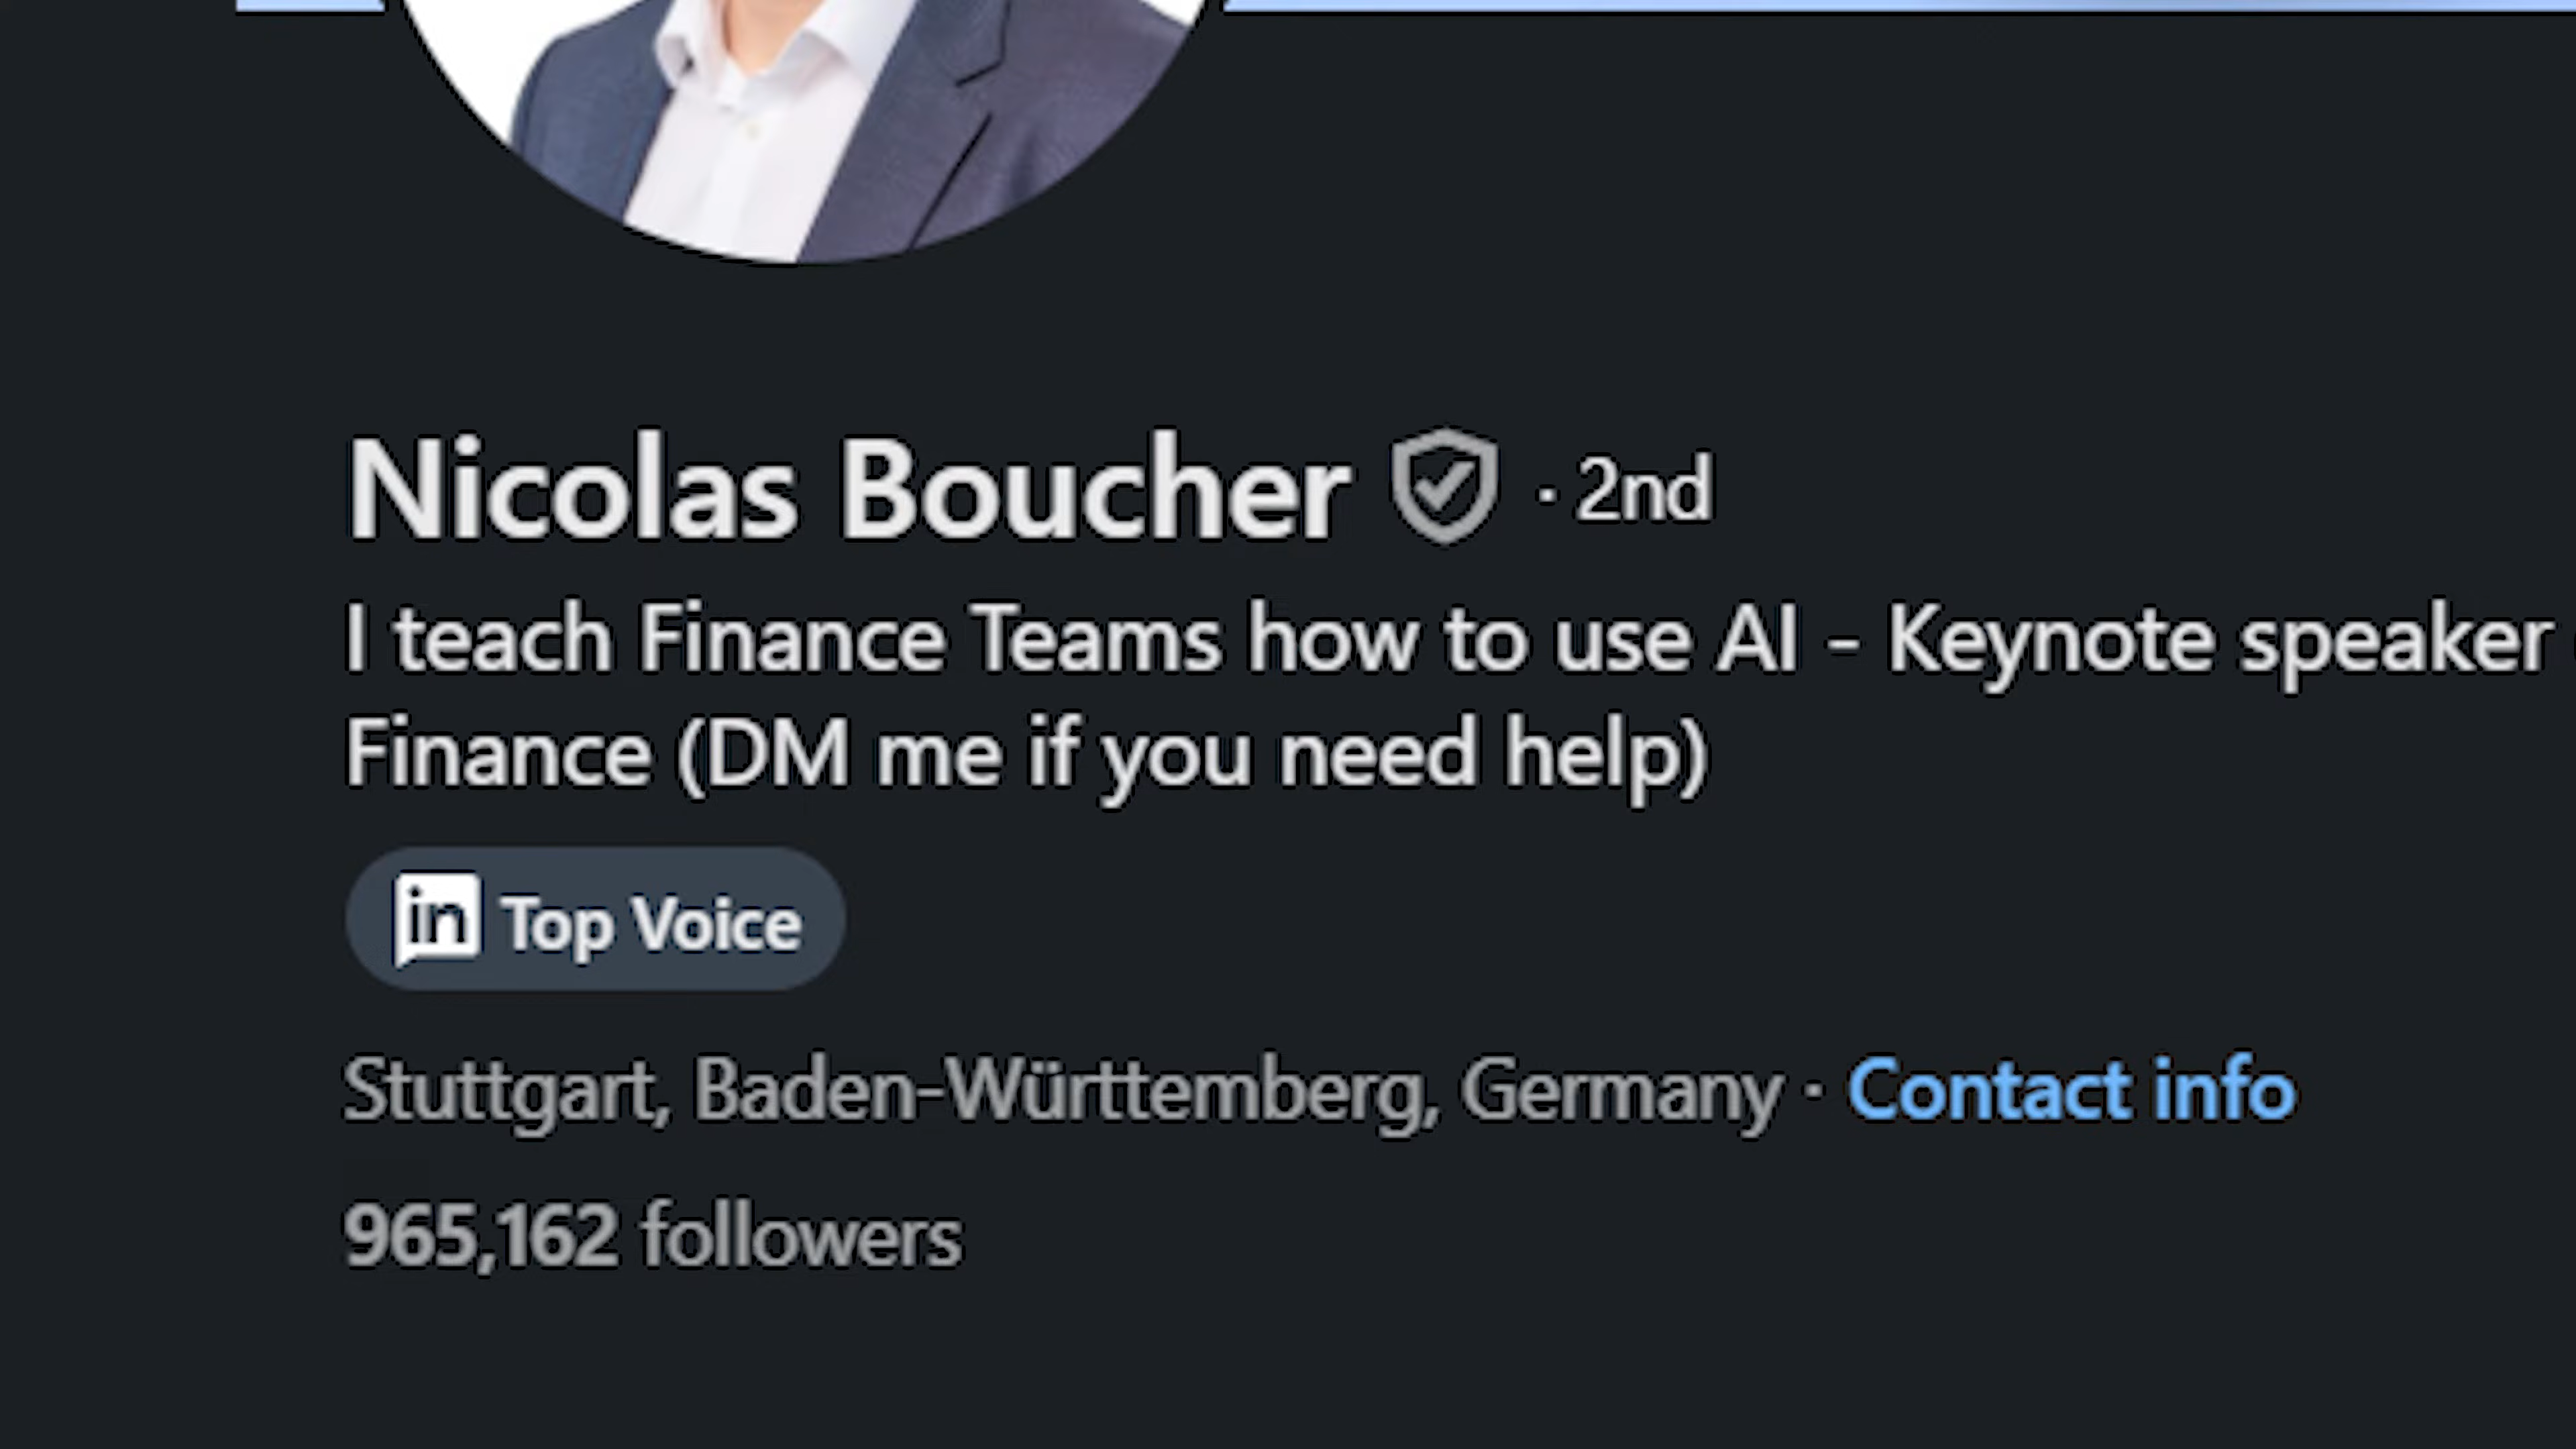 Nicolas Boucher · 2nd
I teach Finance Teams how to use AI - Keynote speaker
Finance (DM me if you need help)
in Top Voice
Stuttgart, Baden-Württemberg, Germany · Contact info
965,162 followers